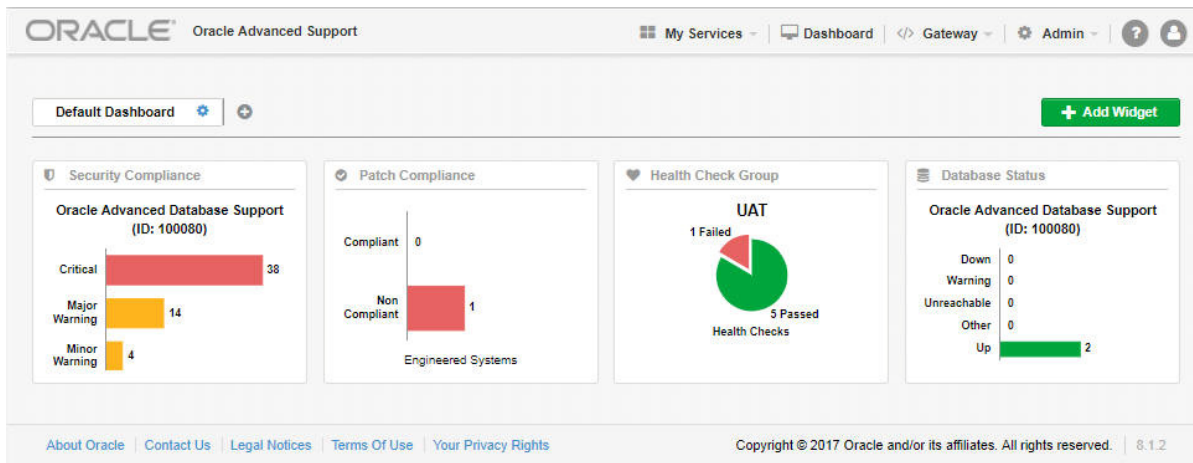 ORACLE® Oracle Advanced Support
My Services
Dashboard
</> Gateway
Admin
?
Default Dashboard
+ Add Widget
Security Compliance
Oracle Advanced Database Support
(ID: 100080)
Critical 38
Major
Warning 14
Minor
Warning 4
Patch Compliance
Compliant 0
Non
Compliant 1
Engineered Systems
Health Check Group
UAT
1 Failed
5 Passed
Health Checks
Database Status
Oracle Advanced Database Support
(ID: 100080)
Down 0
Warning 0
Unreachable 0
Other 0
Up 2
About Oracle | Contact Us | Legal Notices | Terms Of Use | Your Privacy Rights
Copyright © 2017 Oracle and/or its affiliates. All rights reserved. | 8.1.2